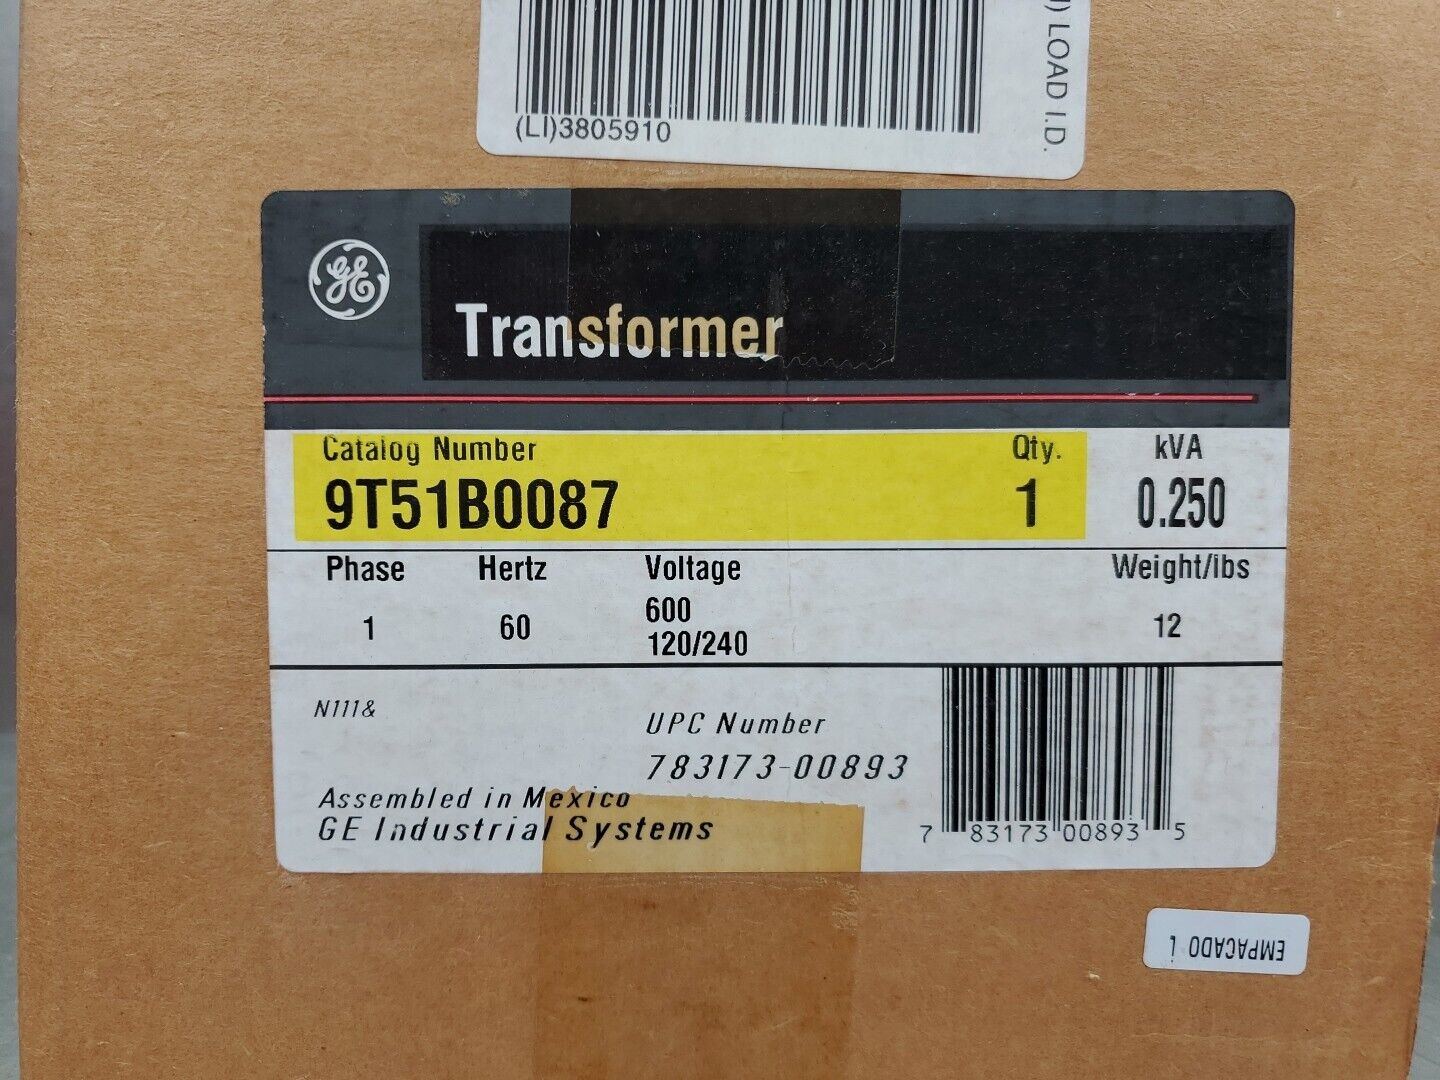 (LI)3805910
) LOAD I.D.
GE
Transformer
Catalog Number Qty. kVA
9T51B0087 1 0.250
Phase Hertz Voltage Weight/lbs
1 60 600 12
120/240
N111&
UPC Number
783173-00893
Assembled in Mexico
GE Industrial Systems
7 83173 00893 5
EMPACADO 1